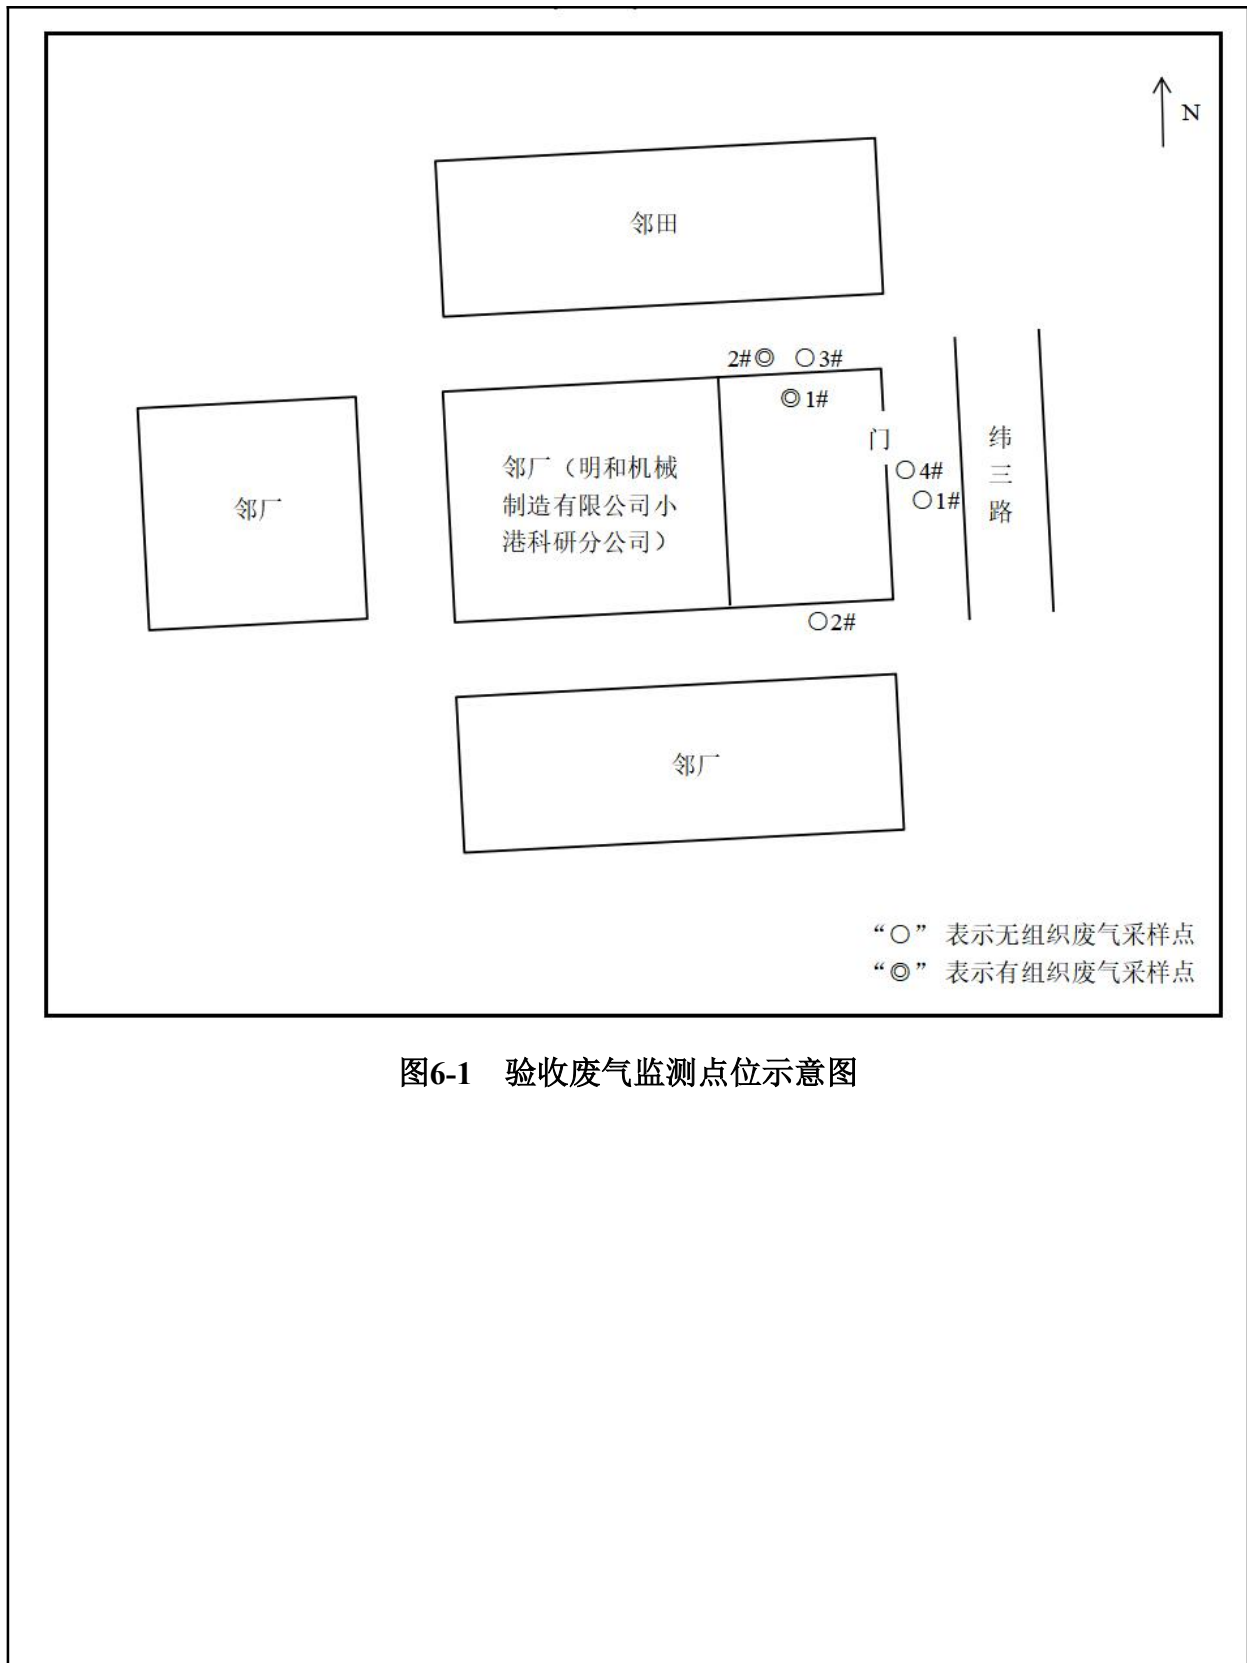 N
邻田
2#◎ ○3#
◎1#
门
○4#
○1#
纬
三
路
邻厂（明和机械
制造有限公司小
港科研分公司）
邻厂
○2#
邻厂
“○” 表示无组织废气采样点
“◎” 表示有组织废气采样点
图6-1 验收废气监测点位示意图